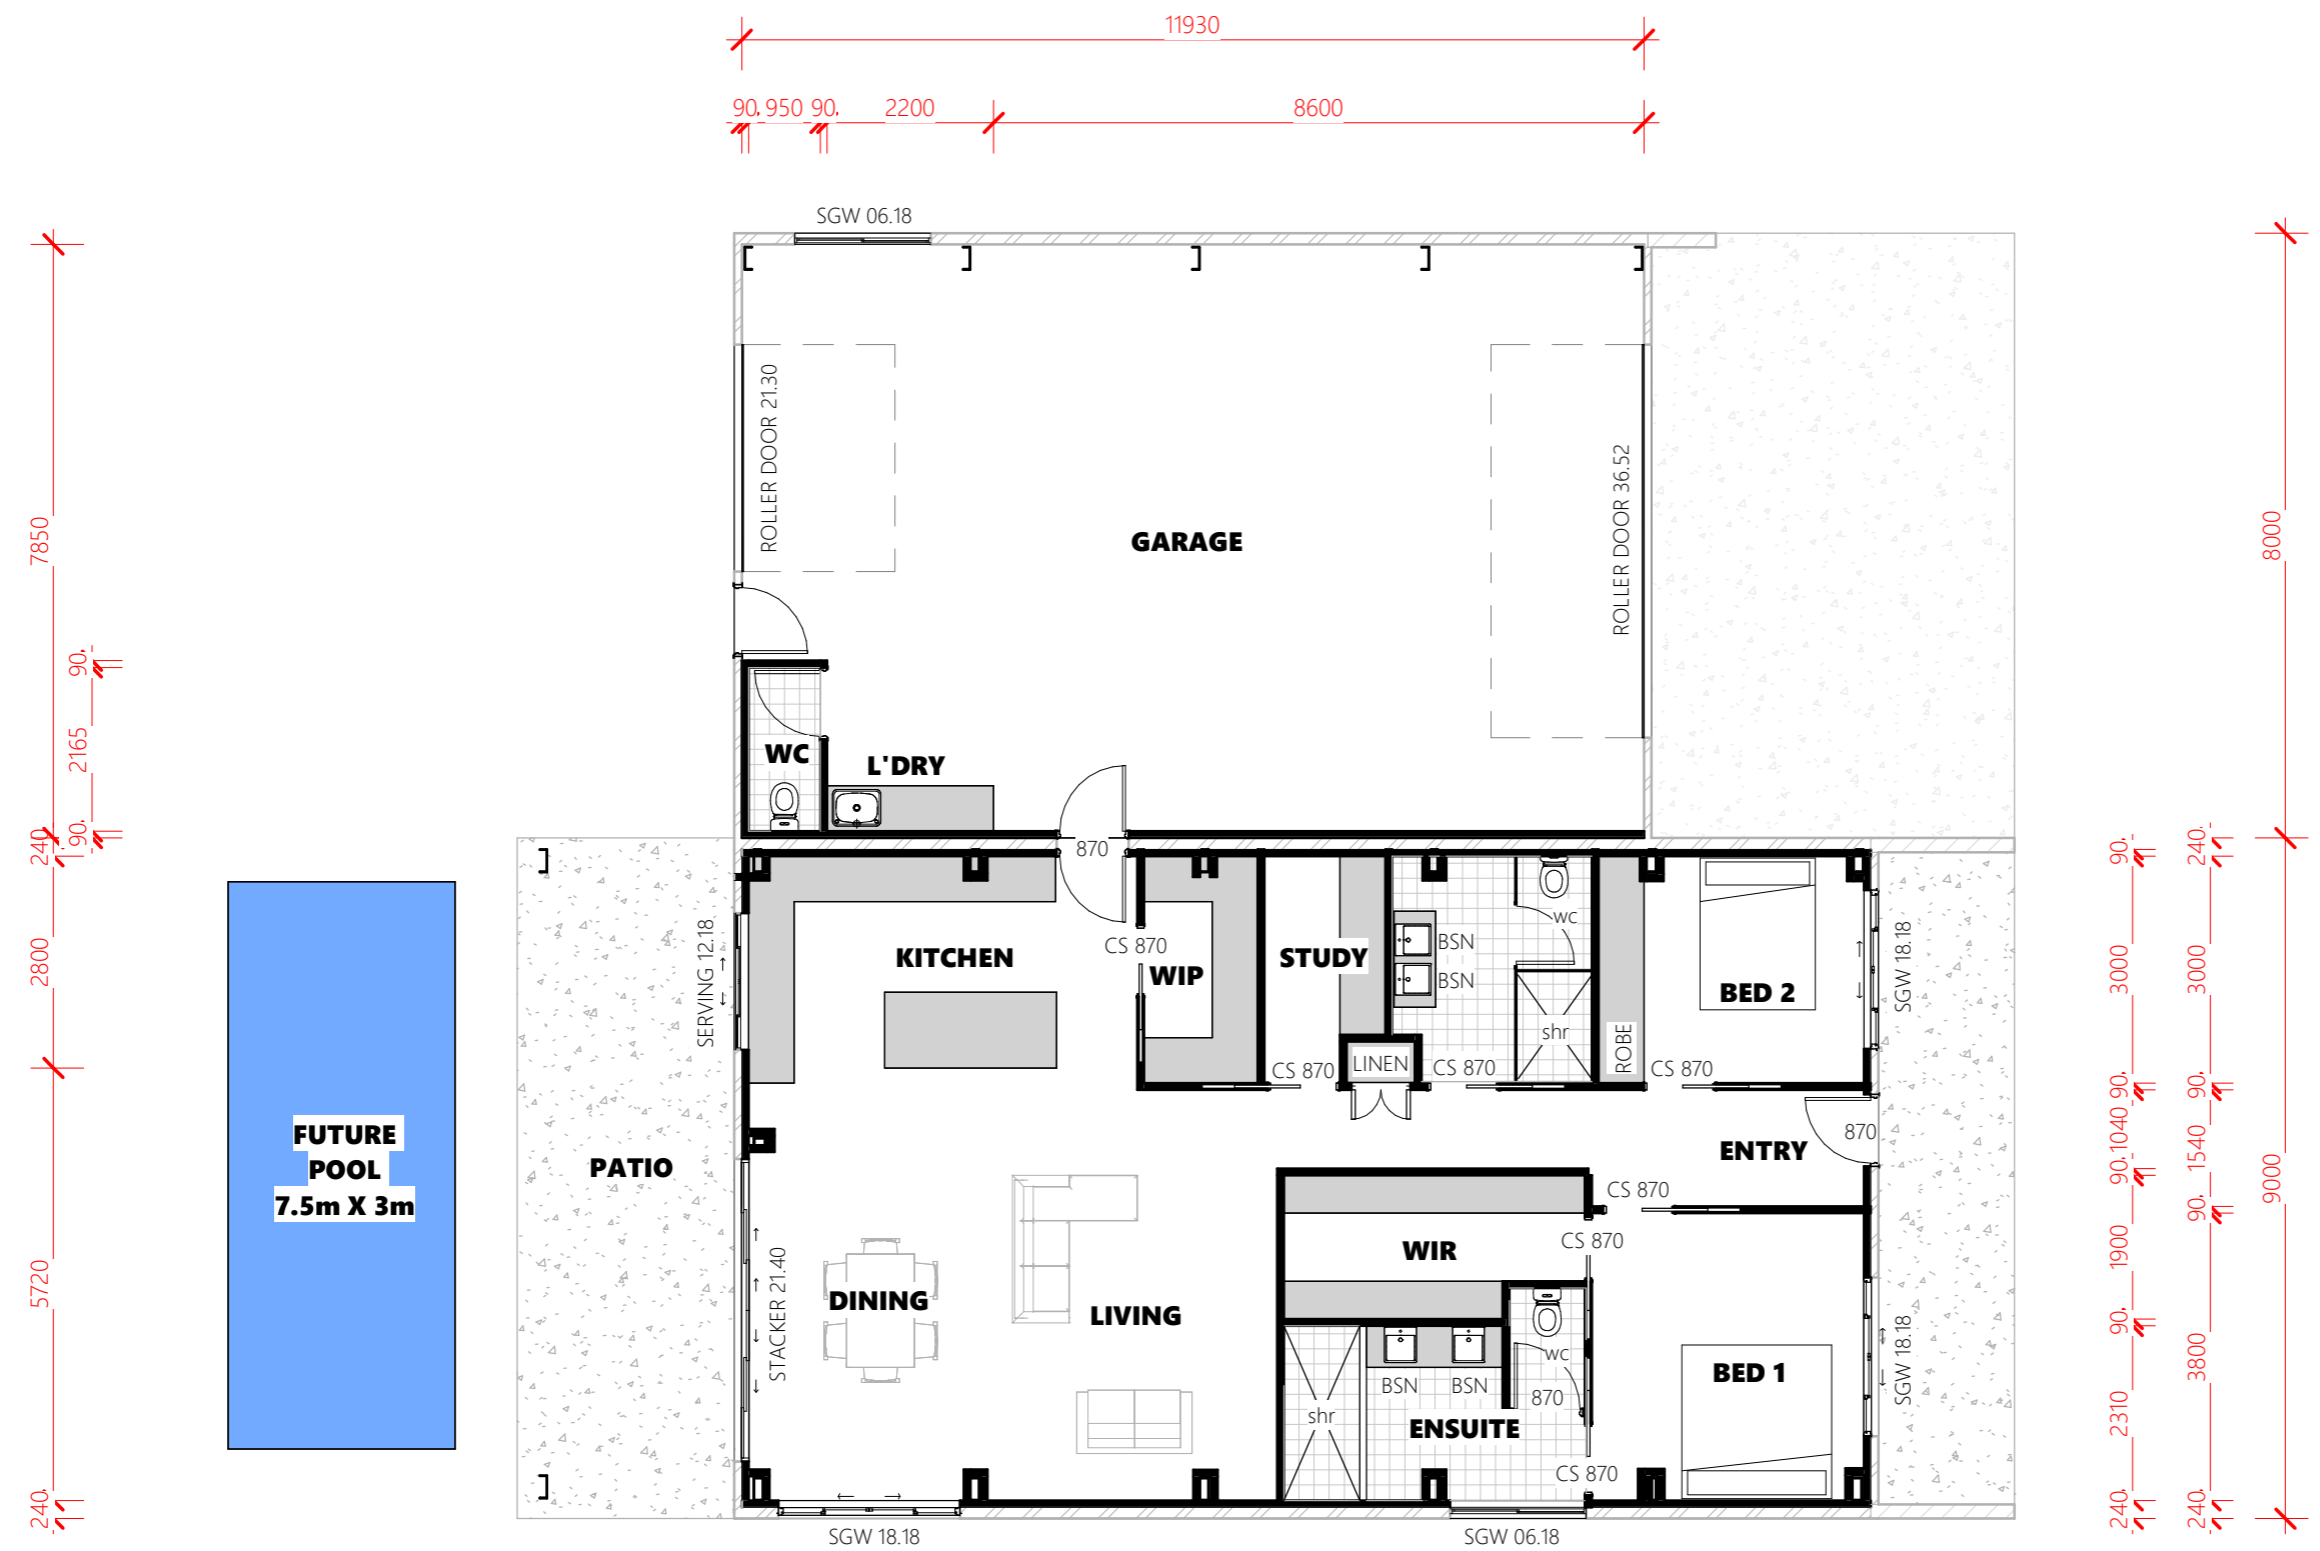 11930
90, 950 90, 2200 8600
SGW 06.18
ROLLER DOOR 21.30
ROLLER DOOR 36.52
GARAGE
7850
8000
90,
2165
90,
240
WC
L'DRY
870
240,
90,
2800
SERVING 12.18
KITCHEN
CS 870
WIP
STUDY
BSN
BSN
wc
shr
LINEN
CS 870
CS 870
ROBE
CS 870
BED 2
SGW 18.18
3000
3000
FUTURE
POOL
7.5m X 3m
PATIO
ENTRY
870
90,
1040
90,
90,
1540
90,
9000
CS 870
CS 870
WIR
5720
STACKER 21.40
DINING
LIVING
1900
90,
3800
2310
BED 1
SGW 18.18
wc
870
BSN
BSN
shr
ENSUITE
CS 870
240,
240,
240,
SGW 18.18
SGW 06.18